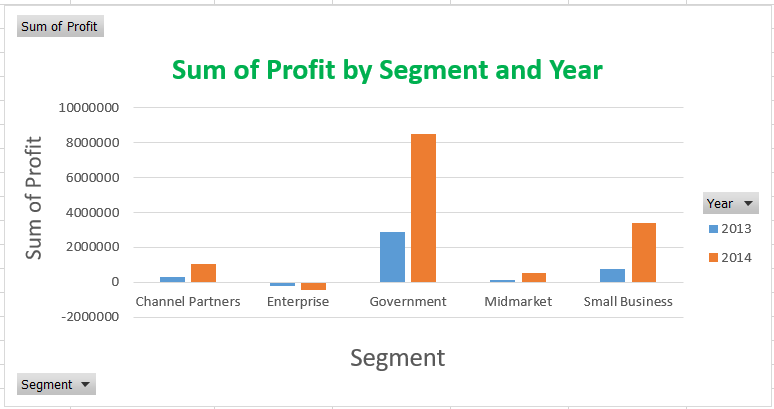 Sum of Profit
Sum of Profit by Segment and Year
10000000
8000000
6000000
4000000
2000000
0
-2000000
Sum of Profit
Channel Partners
Enterprise
Government
Midmarket
Small Business
Segment
Year
2013
2014
Segment